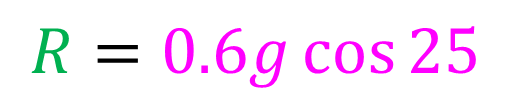 R = 0.6g cos 25